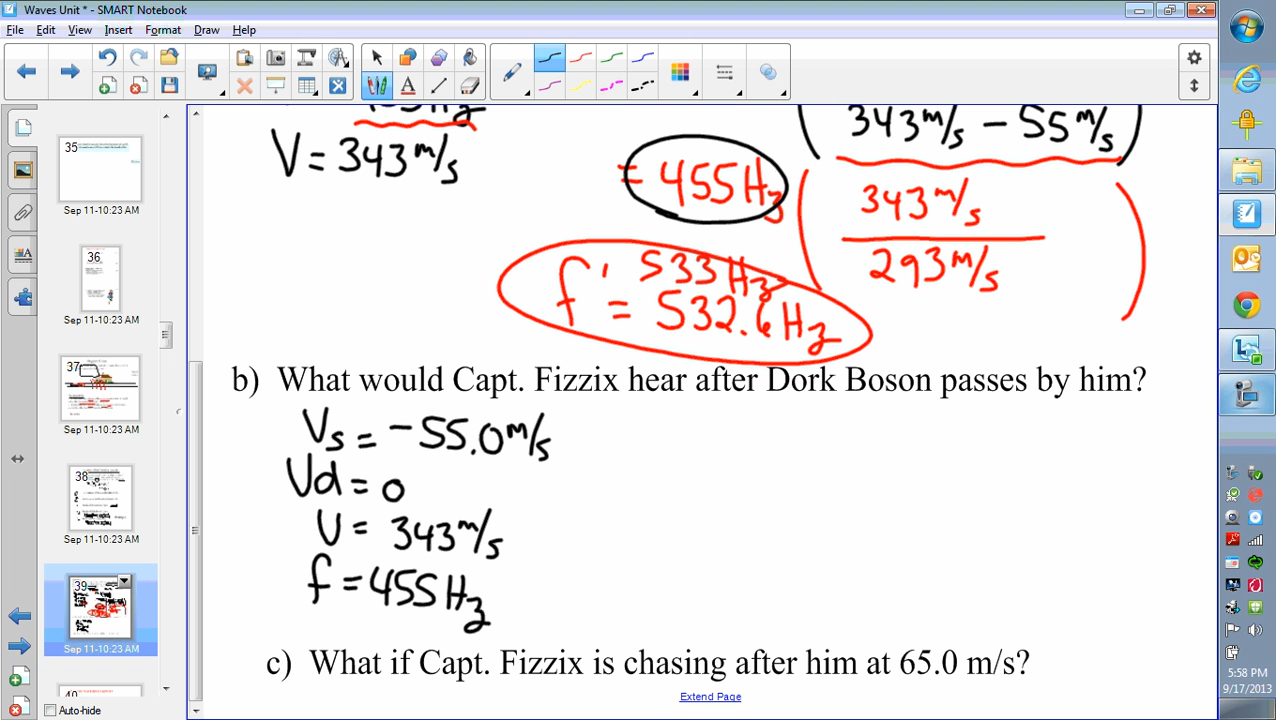 Waves Unit * - SMART Notebook
File Edit View Insert Format Draw Help
35
Sep 11-10:23 AM
36
Sep 11-10:23 AM
37
Sep 11-10:23 AM
38
Sep 11-10:23 AM
39
Sep 11-10:23 AM
40
Auto-hide
V = 343 m/s
= 455 Hz
343 m/s - 55 m/s
343 m/s
293 m/s
533 Hz
f' = 532.6 Hz
b) What would Capt. Fizzix hear after Dork Boson passes by him?
Vs = -55.0 m/s
Vd = 0
V = 343 m/s
f = 455 Hz
c) What if Capt. Fizzix is chasing after him at 65.0 m/s?
Extend Page
5:58 PM
9/17/2013